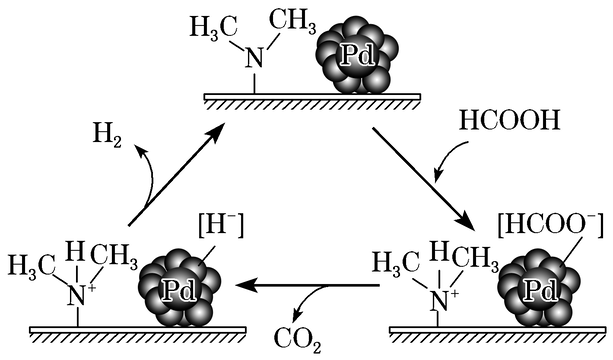 H₃C CH₃
N
Pd
HCOOH
H₂
[H⁻]
[HCOO⁻]
H₃C H CH₃
N⁺
Pd
H₃C H CH₃
N⁺
Pd
CO₂